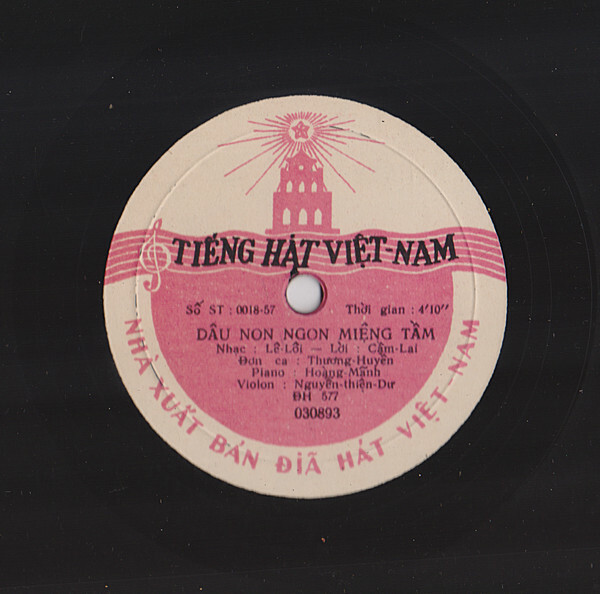 TIẾNG HÁT VIỆT-NAM
SỐ ST : 0018-57 Thời gian : 4'10''
DÂU NON NGON MIỆNG TẰM
Nhạc : Lê-Lôi — Lời : Cẩm-Lai
Đơn ca : Thương-Huyền
Piano : Hoàng-Mãnh
Violon : Nguyễn-thiện-Dư
ĐH 577
030893
NHÀ XUẤT BẢN ĐĨA HÁT VIỆT NAM